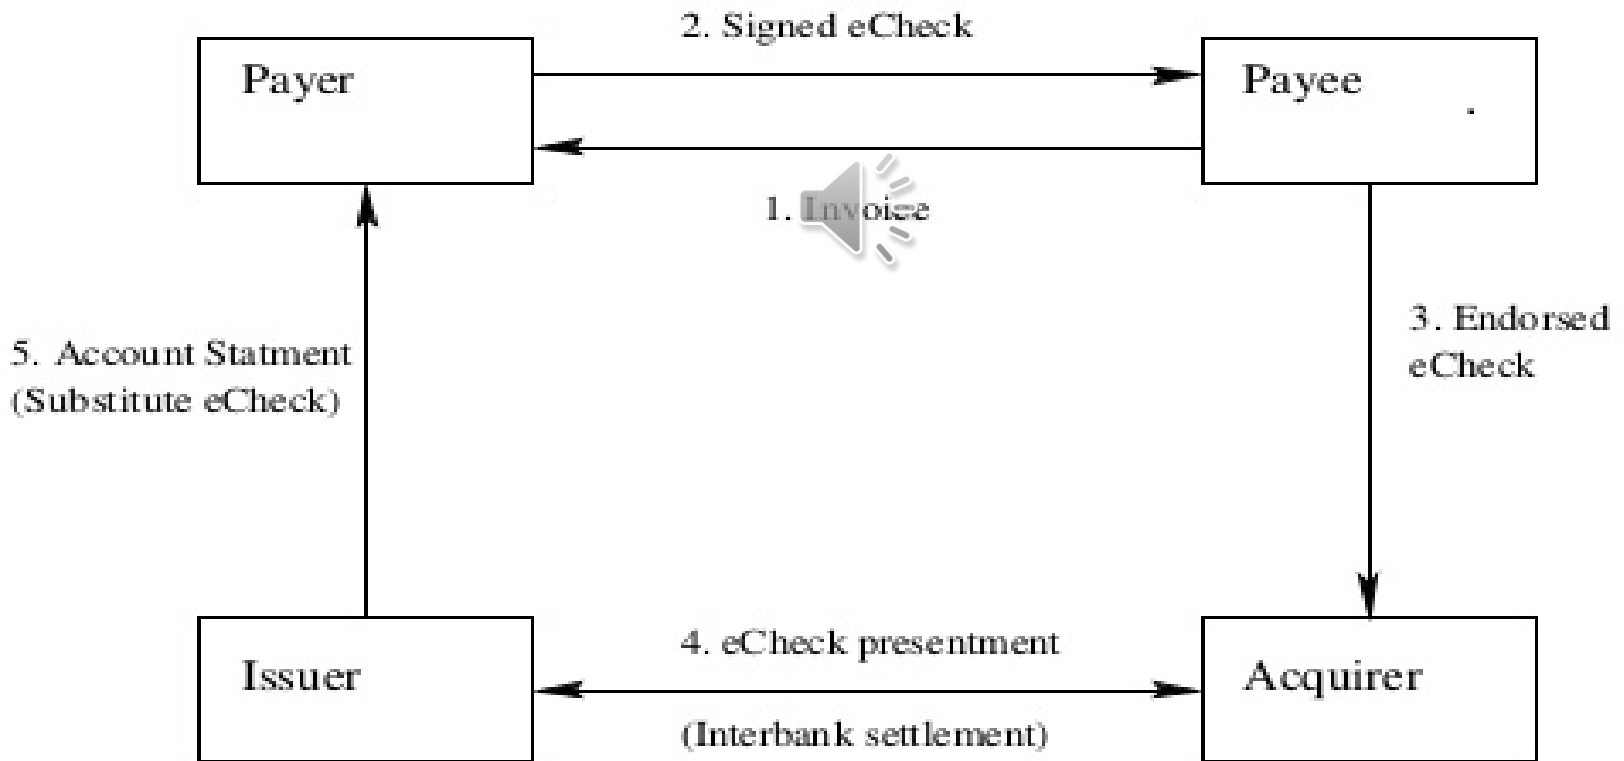 2. Signed eCheck
Payer
Payee
1. Invoice
3. Endorsed
eCheck
5. Account Statment
(Substitute eCheck)
4. eCheck presentment
Issuer
Acquirer
(Interbank settlement)